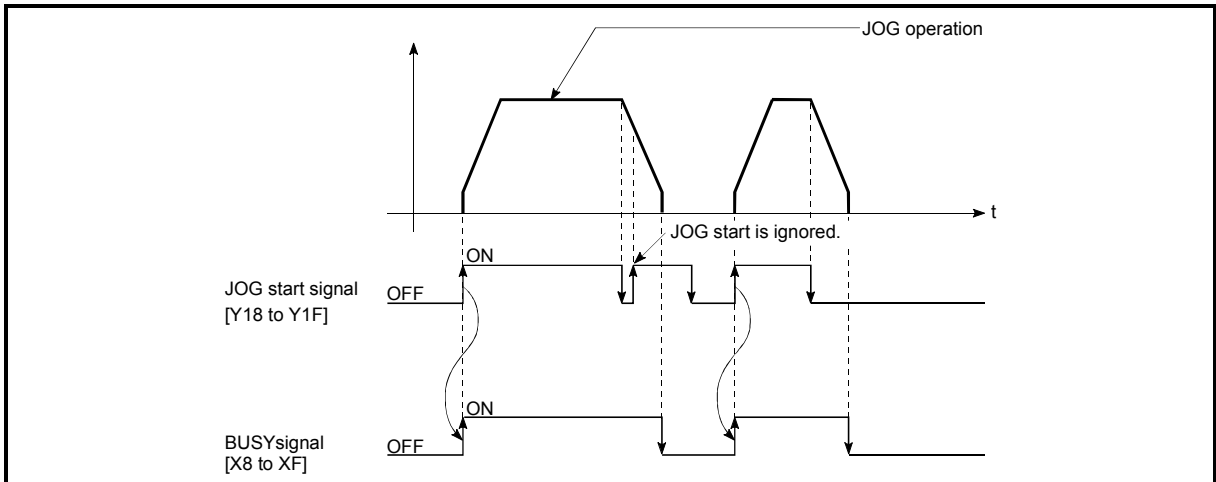 JOG operation
t
JOG start is ignored.
ON
JOG start signal
OFF
[Y18 to Y1F]
ON
BUSYsignal
OFF
[X8 to XF]